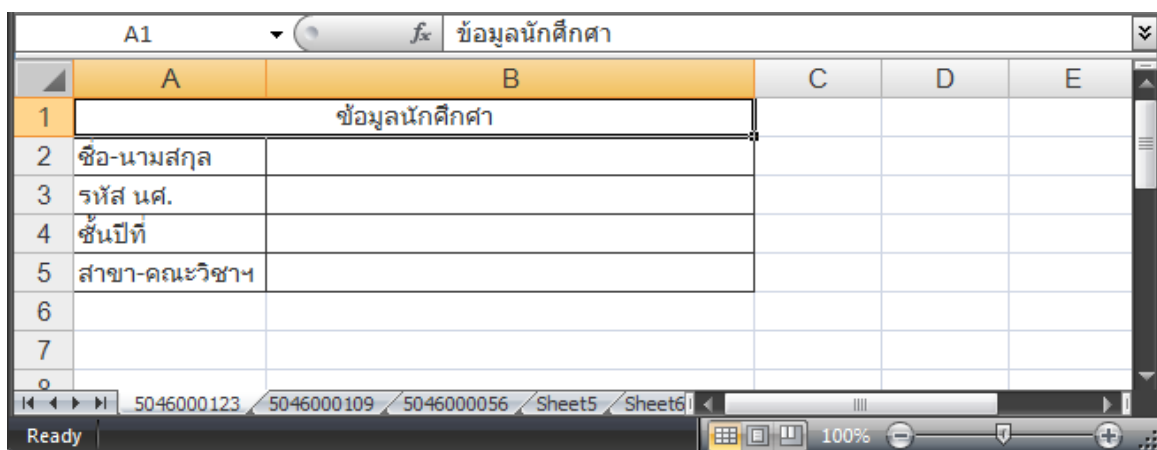 A1 fx ข้อมูลนักศึกศา
A B C D E
1 ข้อมูลนักศึกศา
2 ชื่อ-นามสกุล
3 รหัส นศ.
4 ชั้นปีที่
5 สาขา-คณะวิชาฯ
6
7
5046000123 5046000109 5046000056 Sheet5 Sheet6
Ready 100%